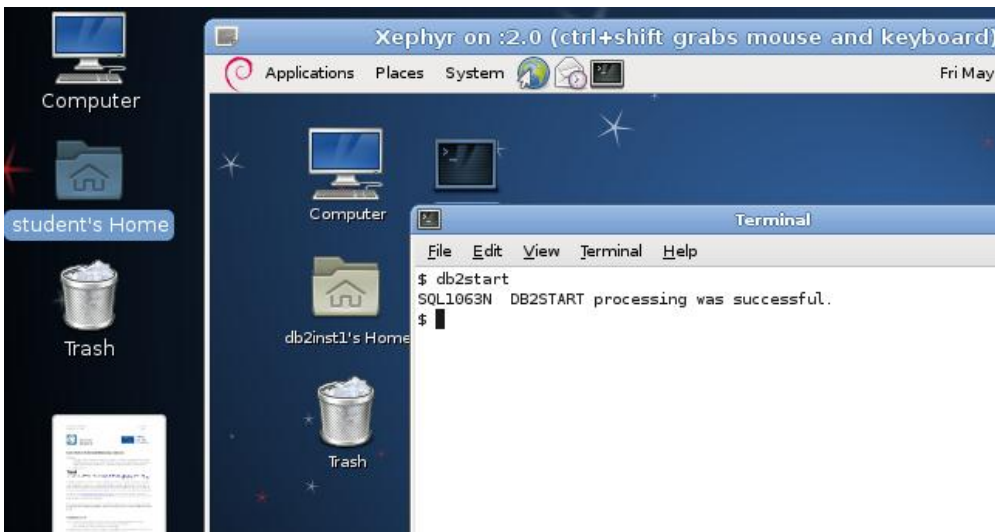 Computer
student's Home
Trash
Xephyr on :2.0 (ctrl+shift grabs mouse and keyboard)
Applications Places System Fri May
Computer
db2inst1's Home
Trash
Terminal
File Edit View Terminal Help
$ db2start
SQL1063N DB2START processing was successful.
$